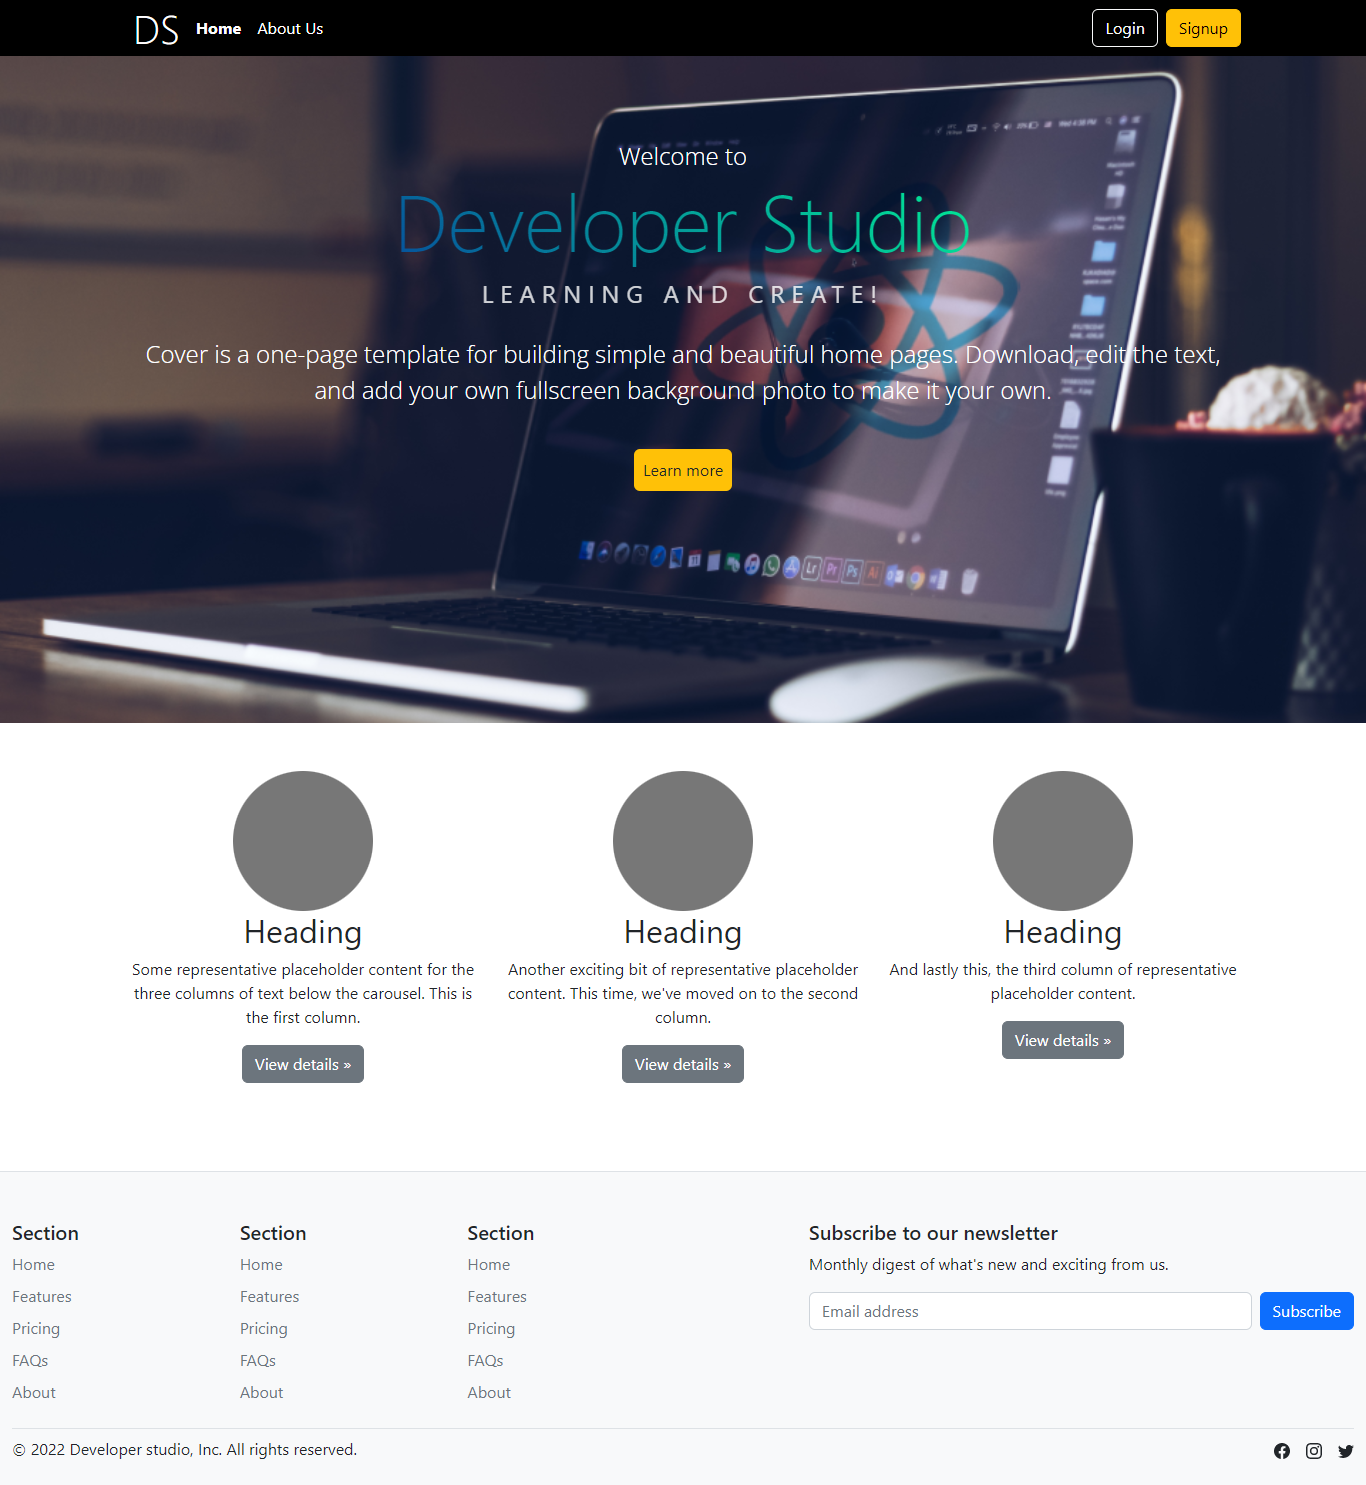 DS Home About Us Login Signup
Welcome to
Developer Studio
LEARNING AND CREATE!
Cover is a one-page template for building simple and beautiful home pages. Download, edit the text,
and add your own fullscreen background photo to make it your own.
Learn more
Lr Pr Ps Ai
Heading Heading Heading
Some representative placeholder content for the
three columns of text below the carousel. This is
the first column.
View details »
Another exciting bit of representative placeholder
content. This time, we've moved on to the second
column.
View details »
And lastly this, the third column of representative
placeholder content.
View details »
Section
Home
Features
Pricing
FAQs
About
Section
Home
Features
Pricing
FAQs
About
Section
Home
Features
Pricing
FAQs
About
Subscribe to our newsletter
Monthly digest of what's new and exciting from us.
Email address Subscribe
© 2022 Developer studio, Inc. All rights reserved.